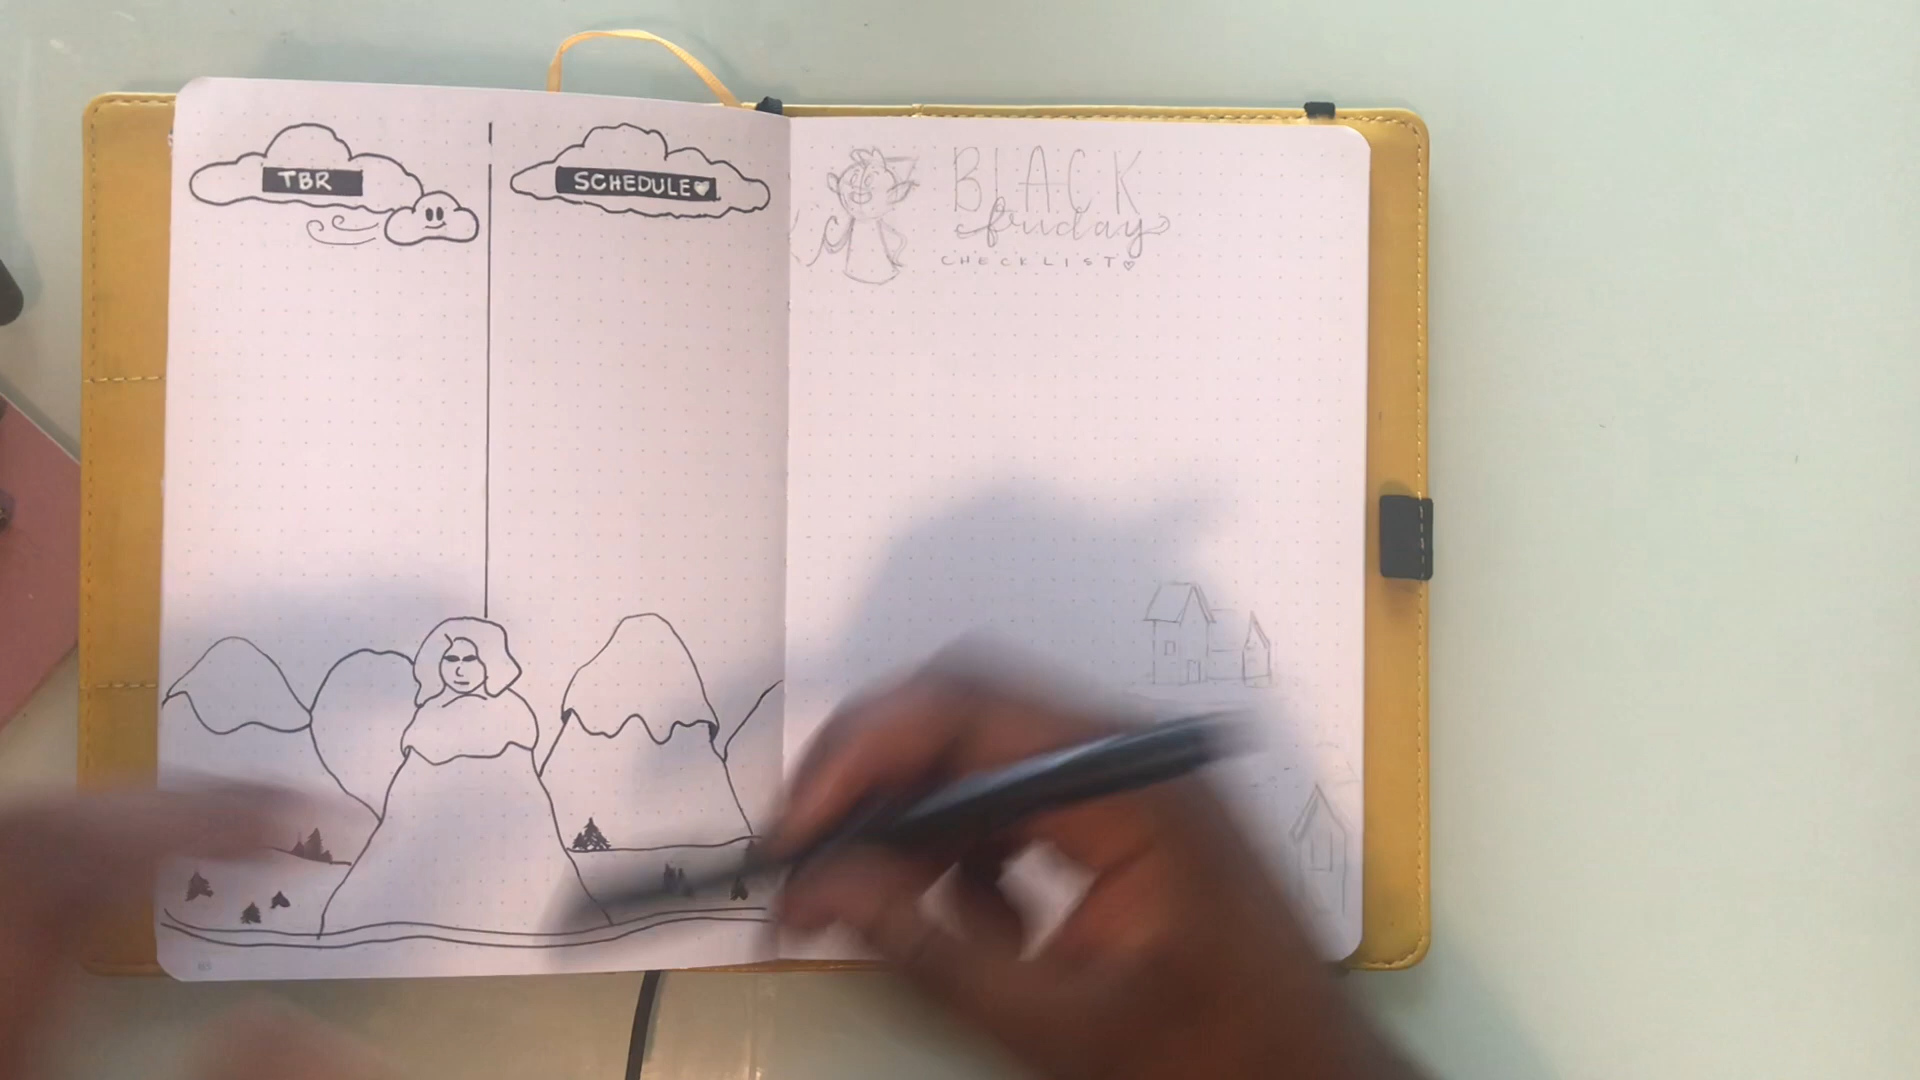 TBR
SCHEDULE♥
BLACK
friday
CHECKLIST♡